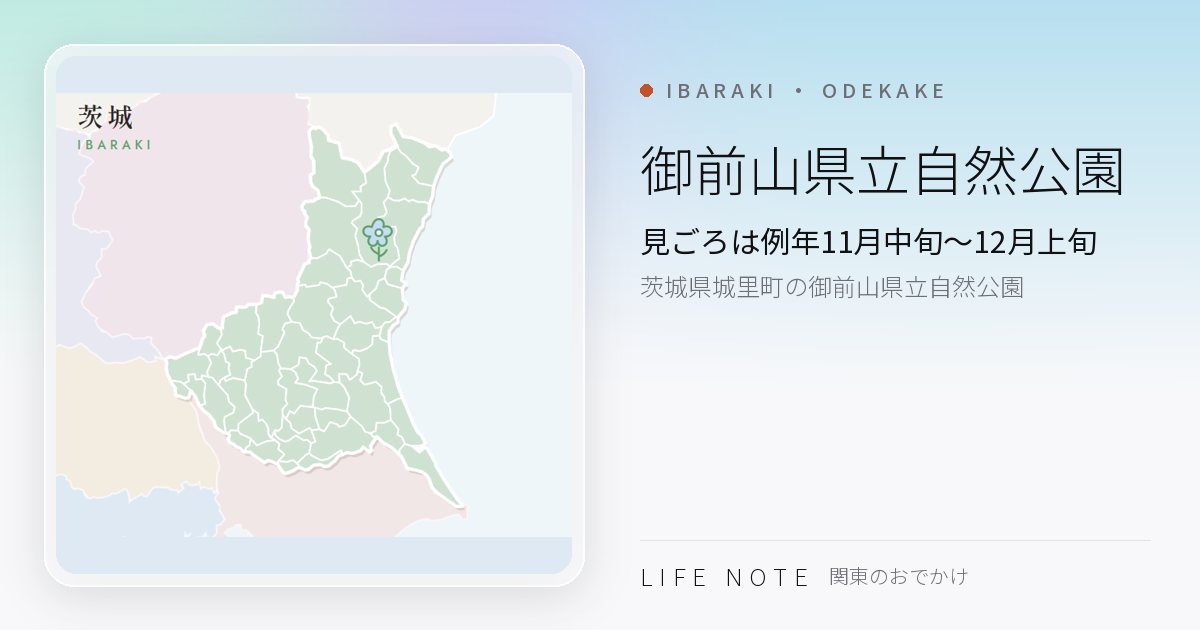 茨城
IBARAKI
IBARAKI ・ ODEKAKE
御前山県立自然公園
見ごろは例年11月中旬〜12月上旬
茨城県城里町の御前山県立自然公園
LIFE NOTE 関東のおでかけ